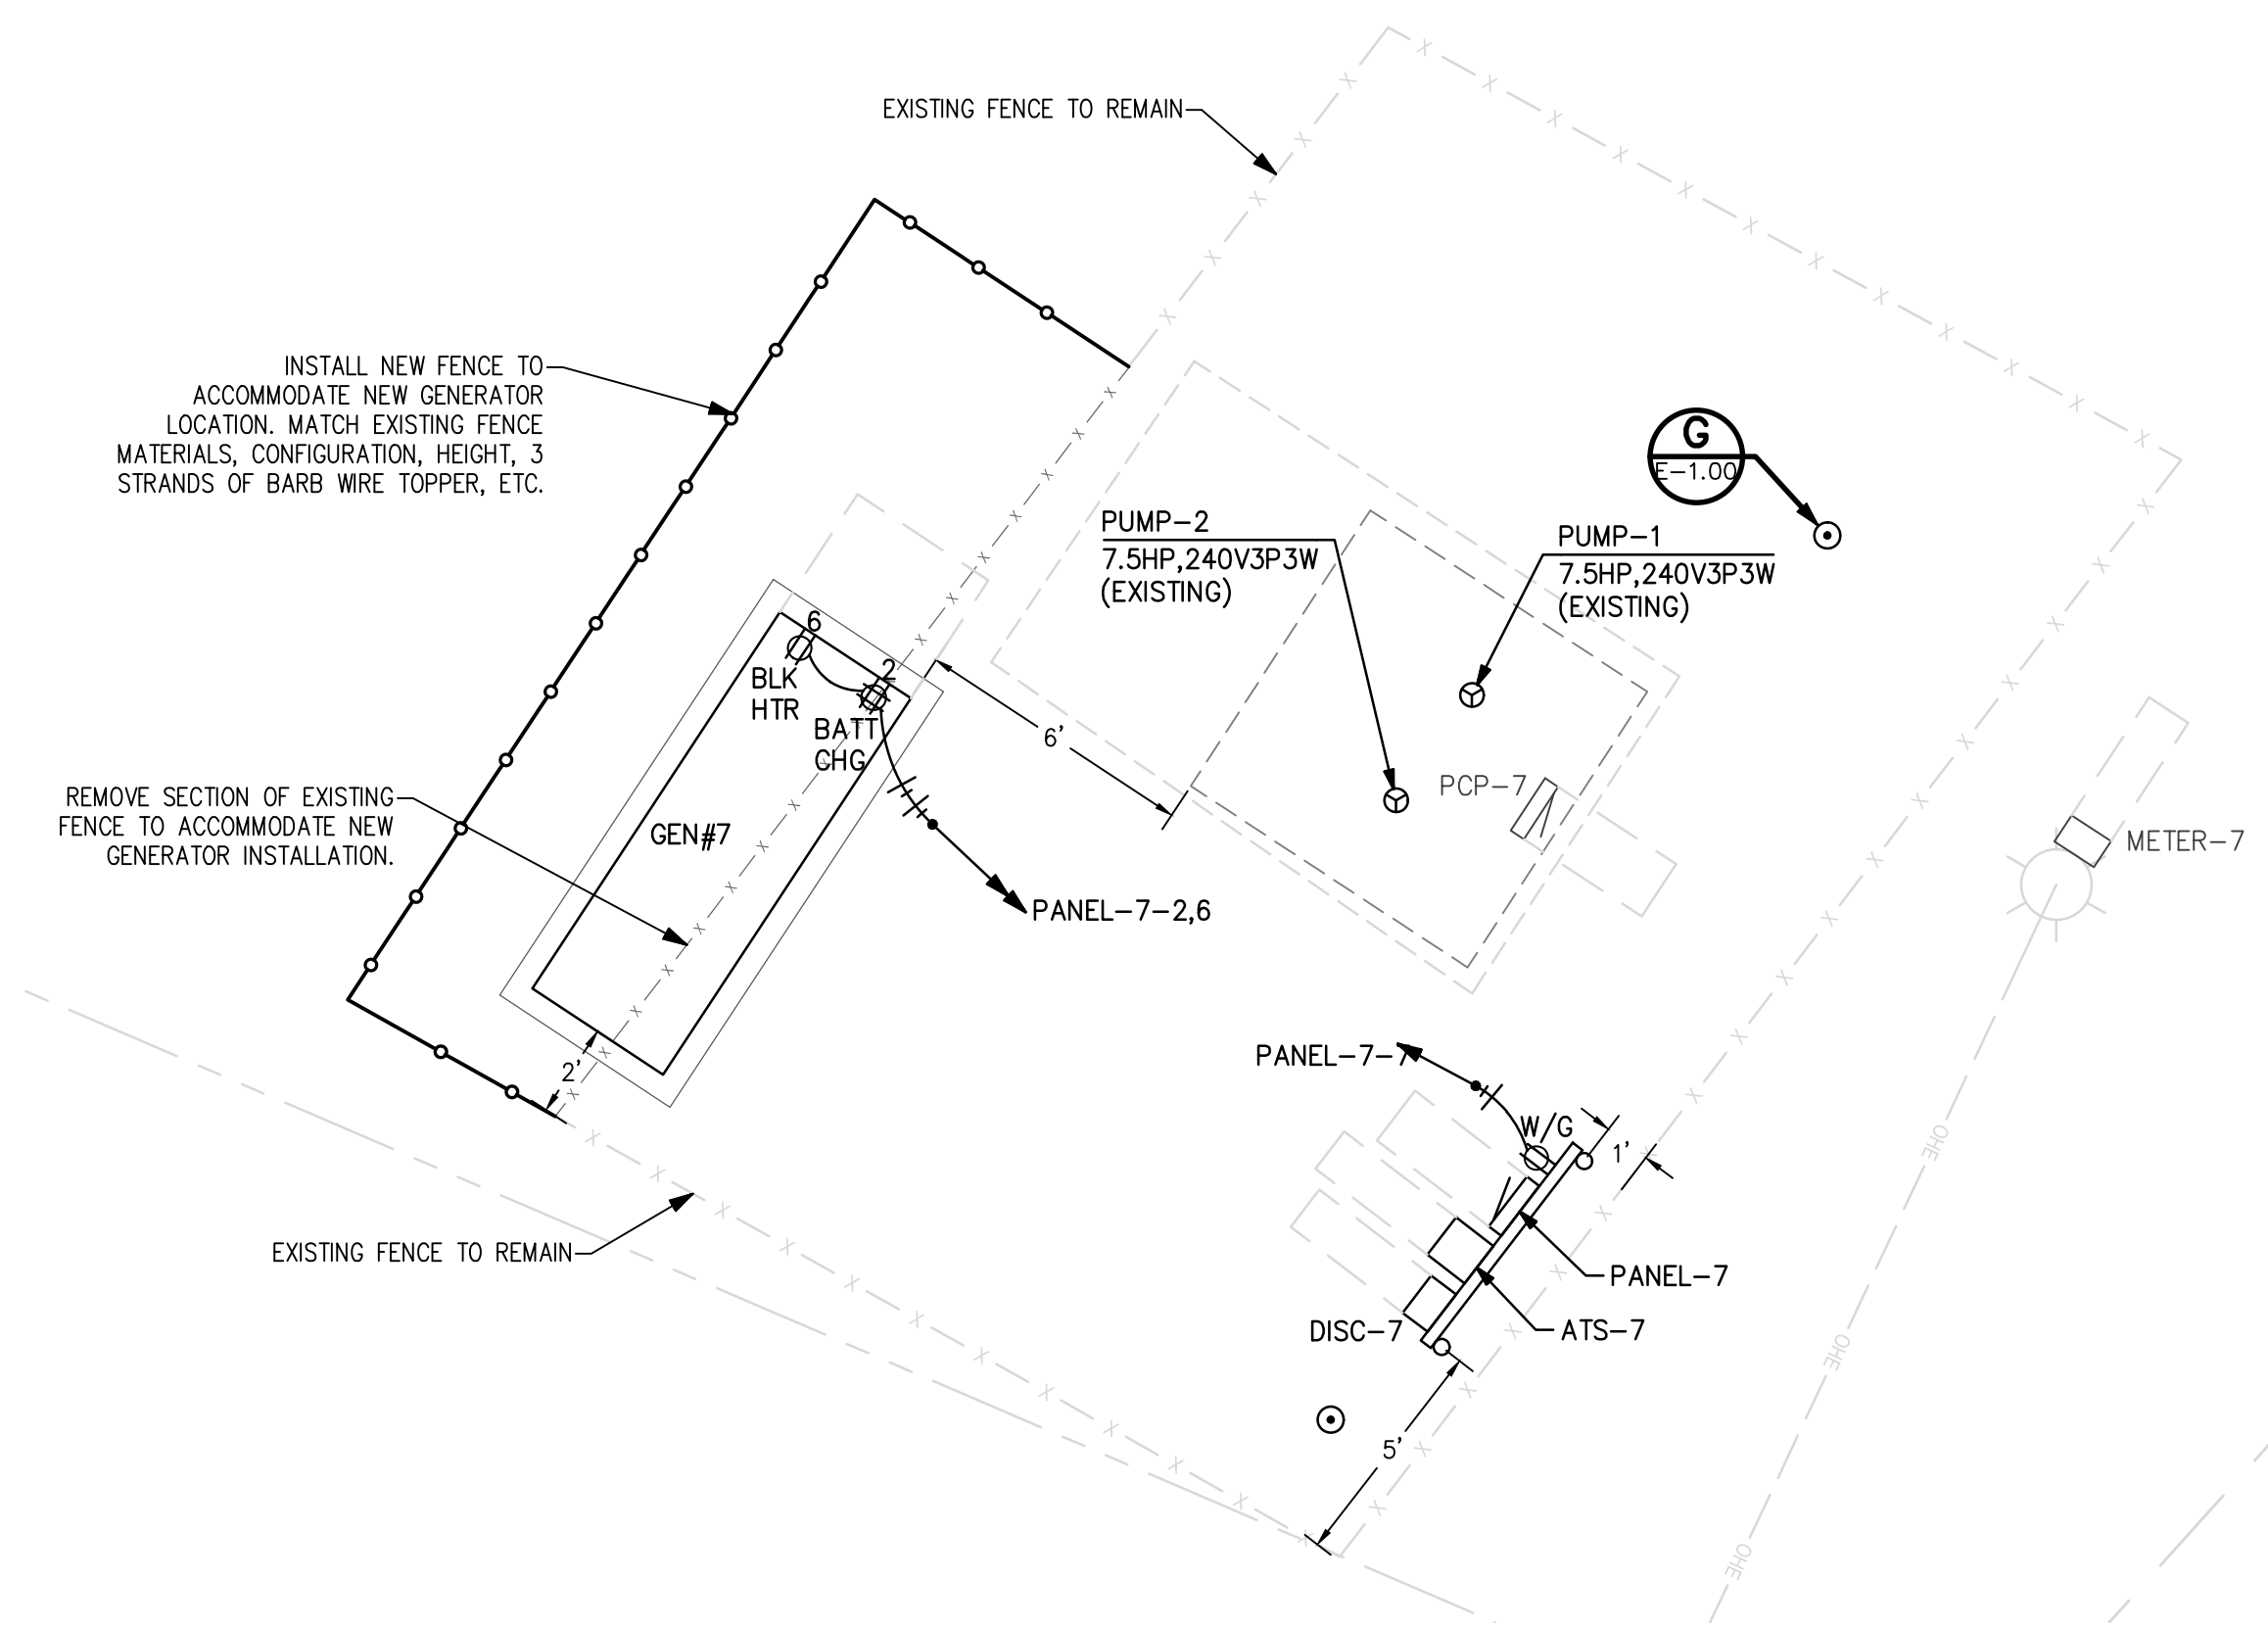 EXISTING FENCE TO REMAIN
INSTALL NEW FENCE TO
ACCOMMODATE NEW GENERATOR
LOCATION. MATCH EXISTING FENCE
MATERIALS, CONFIGURATION, HEIGHT, 3
STRANDS OF BARB WIRE TOPPER, ETC.
G
E-1.00
PUMP-2
7.5HP,240V3P3W
(EXISTING)
PUMP-1
7.5HP,240V3P3W
(EXISTING)
6
2
BLK
HTR
BATT
CHG
6'
PCP-7
METER-7
REMOVE SECTION OF EXISTING
FENCE TO ACCOMMODATE NEW
GENERATOR INSTALLATION.
GEN#7
PANEL-7-2,6
2'
PANEL-7-7
W/G
1'
EXISTING FENCE TO REMAIN
PANEL-7
ATS-7
DISC-7
5'
OHE
OHE
OHE